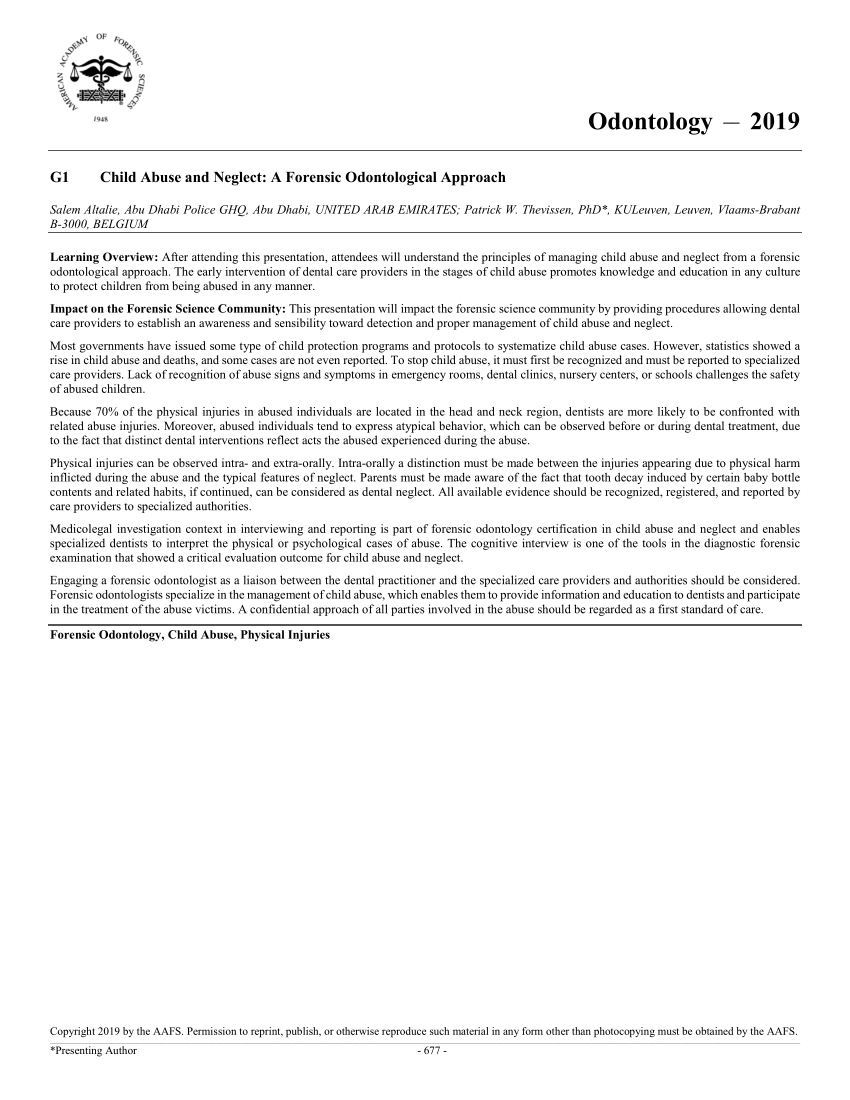 AMERICAN ACADEMY OF FORENSIC SCIENCES
1948
Odontology – 2019
G1 Child Abuse and Neglect: A Forensic Odontological Approach
Salem Altalie, Abu Dhabi Police GHQ, Abu Dhabi, UNITED ARAB EMIRATES; Patrick W. Thevissen, PhD*, KULeuven, Leuven, Vlaams-Brabant
B-3000, BELGIUM
Learning Overview: After attending this presentation, attendees will understand the principles of managing child abuse and neglect from a forensic
odontological approach. The early intervention of dental care providers in the stages of child abuse promotes knowledge and education in any culture
to protect children from being abused in any manner.
Impact on the Forensic Science Community: This presentation will impact the forensic science community by providing procedures allowing dental
care providers to establish an awareness and sensibility toward detection and proper management of child abuse and neglect.
Most governments have issued some type of child protection programs and protocols to systematize child abuse cases. However, statistics showed a
rise in child abuse and deaths, and some cases are not even reported. To stop child abuse, it must first be recognized and must be reported to specialized
care providers. Lack of recognition of abuse signs and symptoms in emergency rooms, dental clinics, nursery centers, or schools challenges the safety
of abused children.
Because 70% of the physical injuries in abused individuals are located in the head and neck region, dentists are more likely to be confronted with
related abuse injuries. Moreover, abused individuals tend to express atypical behavior, which can be observed before or during dental treatment, due
to the fact that distinct dental interventions reflect acts the abused experienced during the abuse.
Physical injuries can be observed intra- and extra-orally. Intra-orally a distinction must be made between the injuries appearing due to physical harm
inflicted during the abuse and the typical features of neglect. Parents must be made aware of the fact that tooth decay induced by certain baby bottle
contents and related habits, if continued, can be considered as dental neglect. All available evidence should be recognized, registered, and reported by
care providers to specialized authorities.
Medicolegal investigation context in interviewing and reporting is part of forensic odontology certification in child abuse and neglect and enables
specialized dentists to interpret the physical or psychological cases of abuse. The cognitive interview is one of the tools in the diagnostic forensic
examination that showed a critical evaluation outcome for child abuse and neglect.
Engaging a forensic odontologist as a liaison between the dental practitioner and the specialized care providers and authorities should be considered.
Forensic odontologists specialize in the management of child abuse, which enables them to provide information and education to dentists and participate
in the treatment of the abuse victims. A confidential approach of all parties involved in the abuse should be regarded as a first standard of care.
Forensic Odontology, Child Abuse, Physical Injuries
Copyright 2019 by the AAFS. Permission to reprint, publish, or otherwise reproduce such material in any form other than photocopying must be obtained by the AAFS.
*Presenting Author
- 677 -